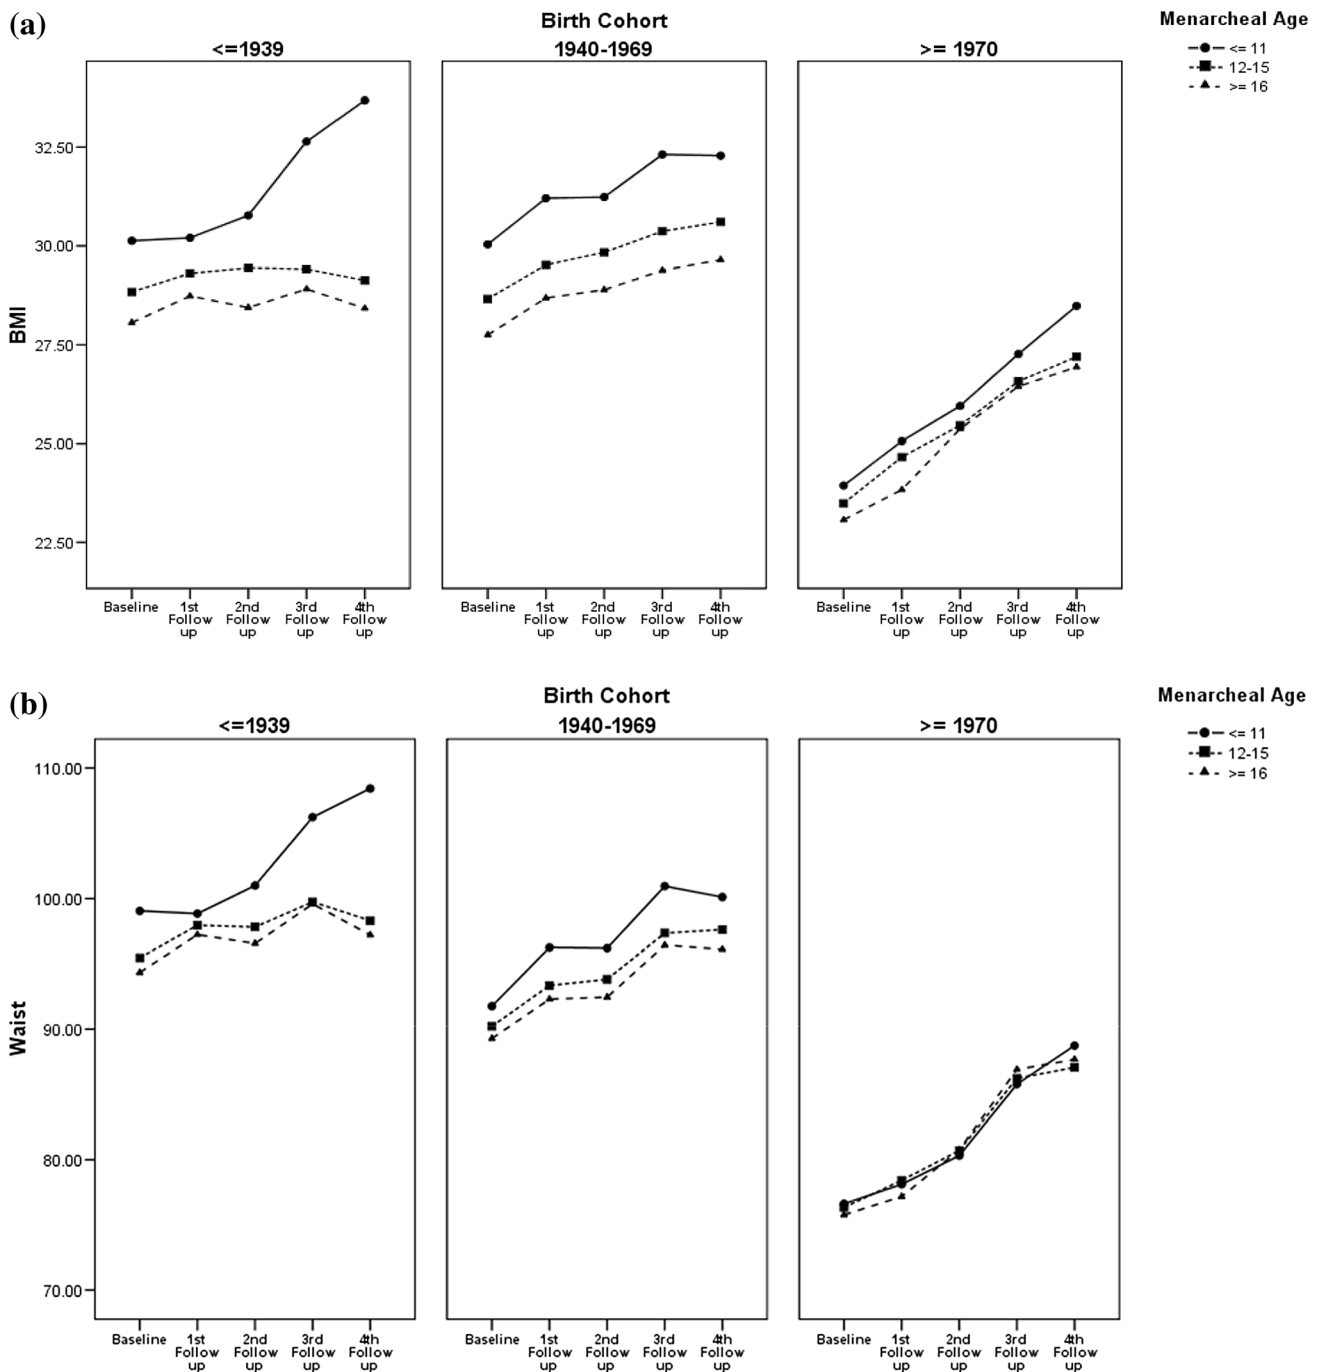 (a)
Birth Cohort
<=1939 1940-1969 >= 1970
Menarcheal Age
<= 11
12-15
>= 16
BMI
32.50
30.00
27.50
25.00
22.50
Baseline 1st Follow up 2nd Follow up 3rd Follow up 4th Follow up
Baseline 1st Follow up 2nd Follow up 3rd Follow up 4th Follow up
Baseline 1st Follow up 2nd Follow up 3rd Follow up 4th Follow up
(b)
Birth Cohort
<=1939 1940-1969 >= 1970
Menarcheal Age
<= 11
12-15
>= 16
Waist
110.00
100.00
90.00
80.00
70.00
Baseline 1st Follow up 2nd Follow up 3rd Follow up 4th Follow up
Baseline 1st Follow up 2nd Follow up 3rd Follow up 4th Follow up
Baseline 1st Follow up 2nd Follow up 3rd Follow up 4th Follow up